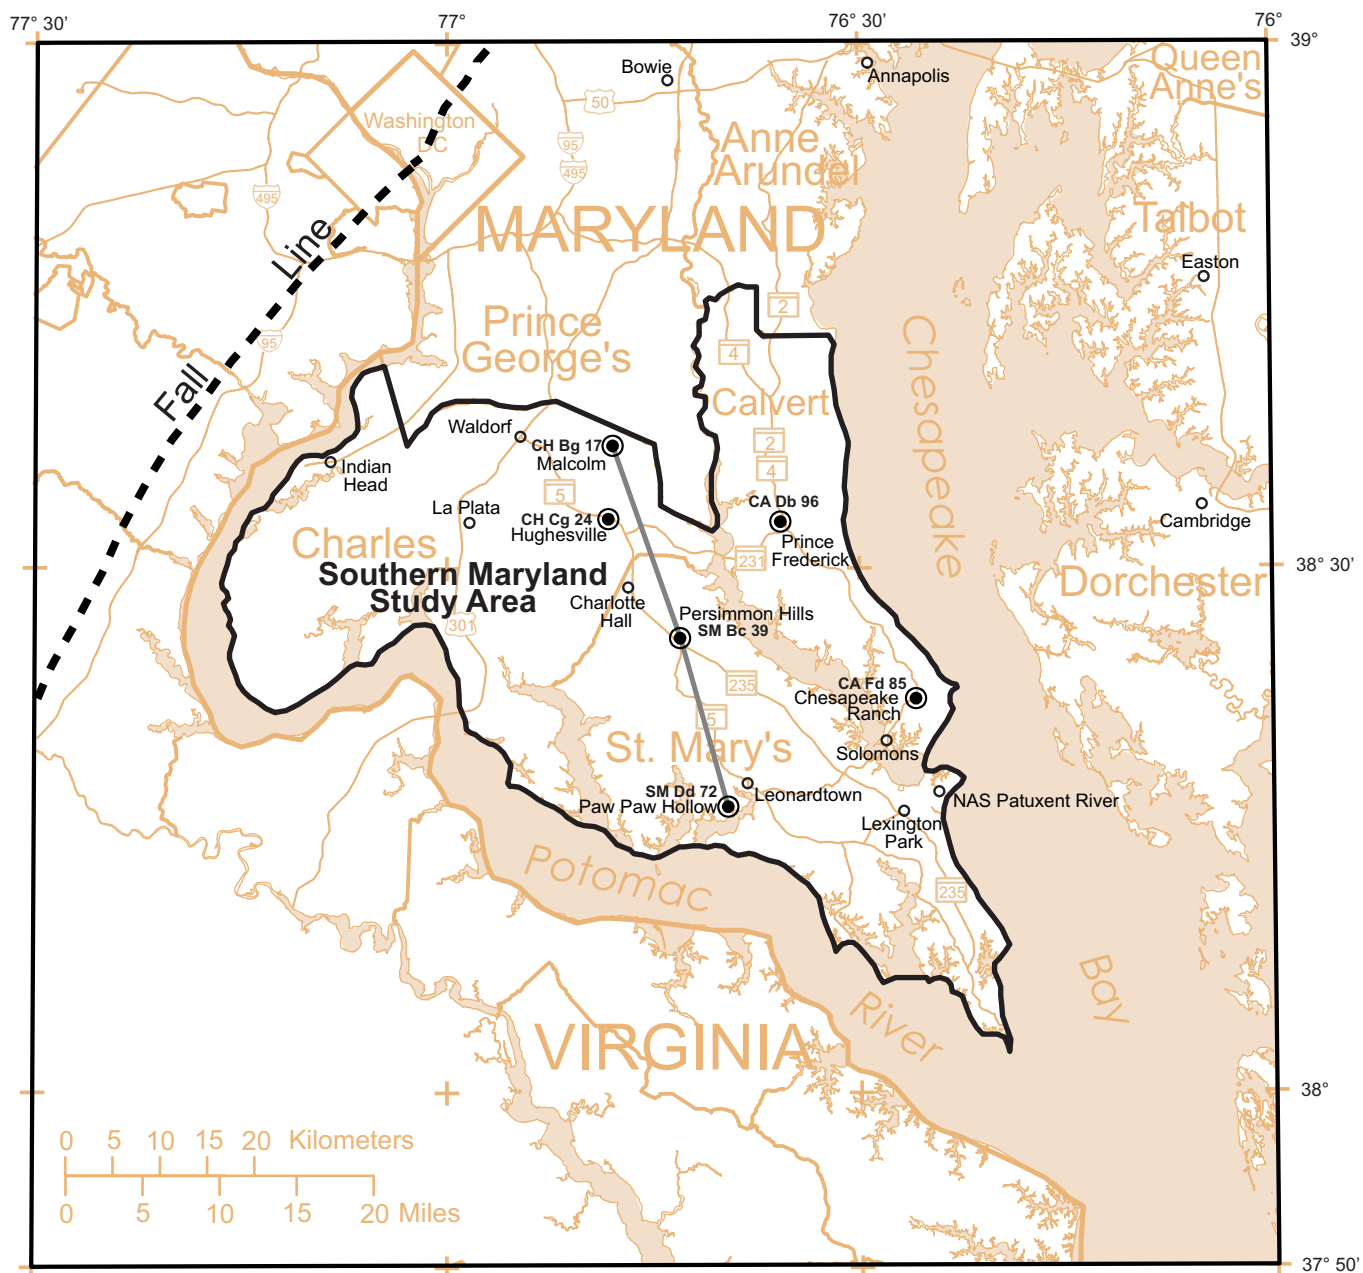 77° 30'
77°
76° 30'
76°
39°
Bowie
Annapolis
Queen
Anne's
50
Washington
DC
95
495
Anne
Arundel
495
MARYLAND
Talbot
Line
Easton
2
Prince
George's
95
4
Chesapeake
Fall
Calvert
Waldorf
CH Bg 17
Malcolm
2
4
Indian
Head
5
La Plata
CH Cg 24
Hughesville
CA Db 96
Prince
Frederick
Cambridge
Charles
231
38° 30'
Southern Maryland
Study Area
Charlotte
Hall
Dorchester
Persimmon Hills
SM Bc 39
301
235
CA Fd 85
Chesapeake
Ranch
5
St. Mary's
Solomons
SM Dd 72
Paw Paw Hollow
Leonardtown
NAS Patuxent River
Lexington
Park
Potomac
235
Bay
River
VIRGINIA
38°
0 5 10 15 20 Kilometers
0 5 10 15 20 Miles
37° 50'